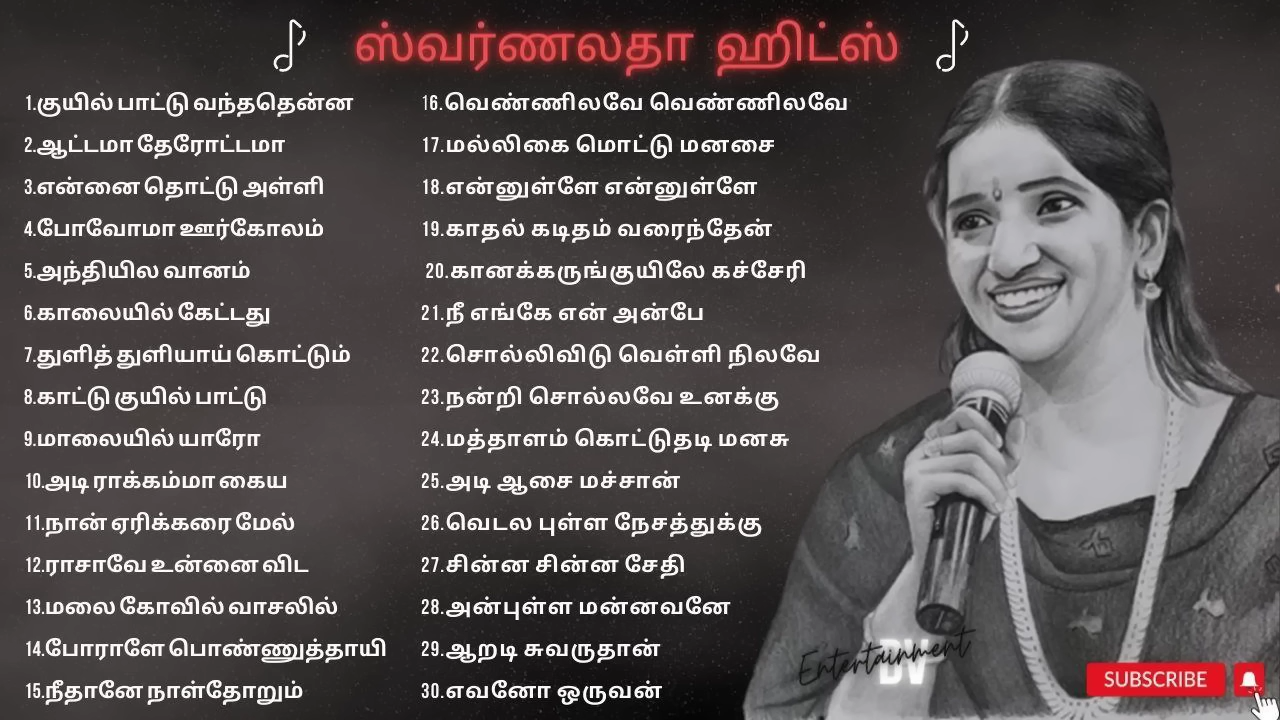 ஸ்வர்ணலதா ஹிட்ஸ்
1.குயில் பாட்டு வந்ததென்ன
2.ஆட்டமா தேரோட்டமா
3.என்னை தொட்டு அள்ளி
4.போவோமா ஊர்கோலம்
5.அந்தியில வானம்
6.காலையில் கேட்டது
7.துளித் துளியாய் கொட்டும்
8.காட்டு குயில் பாட்டு
9.மாலையில் யாரோ
10.அடி ராக்கம்மா கைய
11.நான் ஏரிக்கரை மேல்
12.ராசாவே உன்னை விட
13.மலை கோவில் வாசலில்
14.போராளே பொண்ணுத்தாயி
15.நீதானே நாள்தோறும்
16.வெண்ணிலவே வெண்ணிலவே
17.மல்லிகை மொட்டு மனசை
18.என்னுள்ளே என்னுள்ளே
19.காதல் கடிதம் வரைந்தேன்
20.கானக்கருங்குயிலே கச்சேரி
21.நீ எங்கே என் அன்பே
22.சொல்லிவிடு வெள்ளி நிலவே
23.நன்றி சொல்லவே உனக்கு
24.மத்தாளம் கொட்டுதடி மனசு
25.அடி ஆசை மச்சான்
26.வெடல புள்ள நேசத்துக்கு
27.சின்ன சின்ன சேதி
28.அன்புள்ள மன்னவனே
29.ஆறடி சுவருதான்
30.எவனோ ஒருவன்
DV
Entertainment
SUBSCRIBE